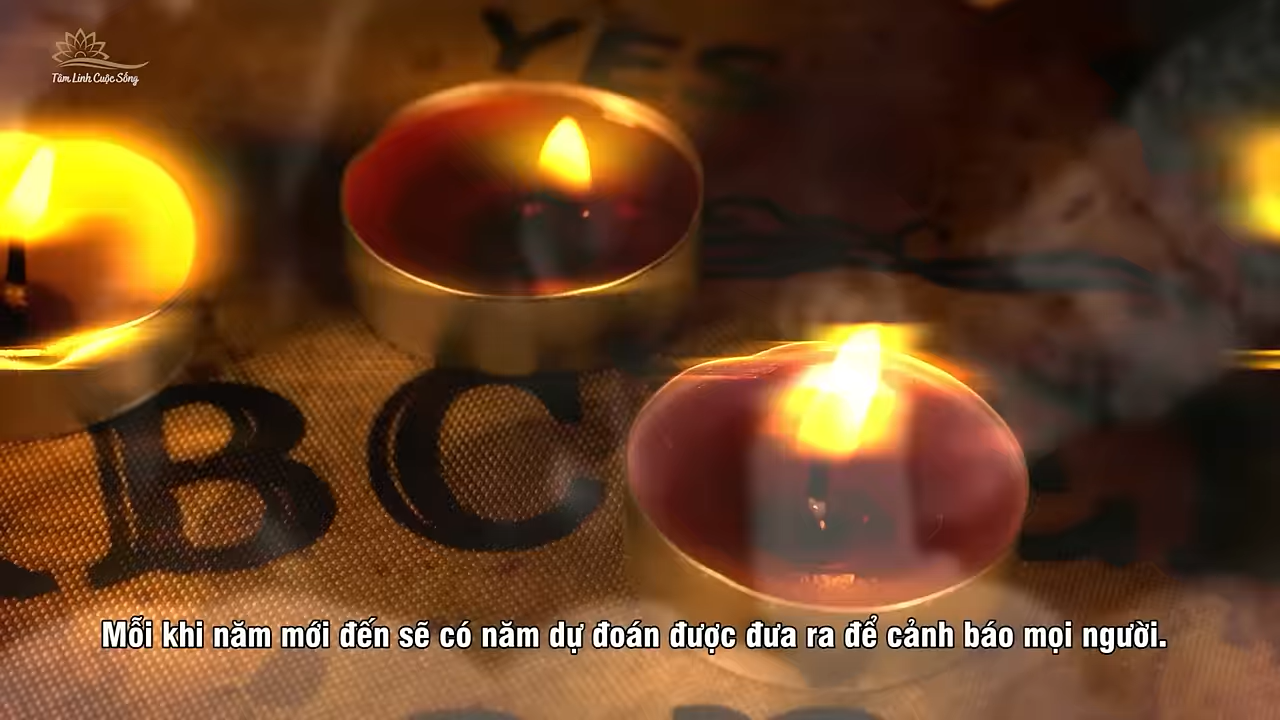 YES
Tâm Linh Cuộc Sống
BC
Mỗi khi năm mới đến sẽ có năm dự đoán được đưa ra để cảnh báo mọi người.